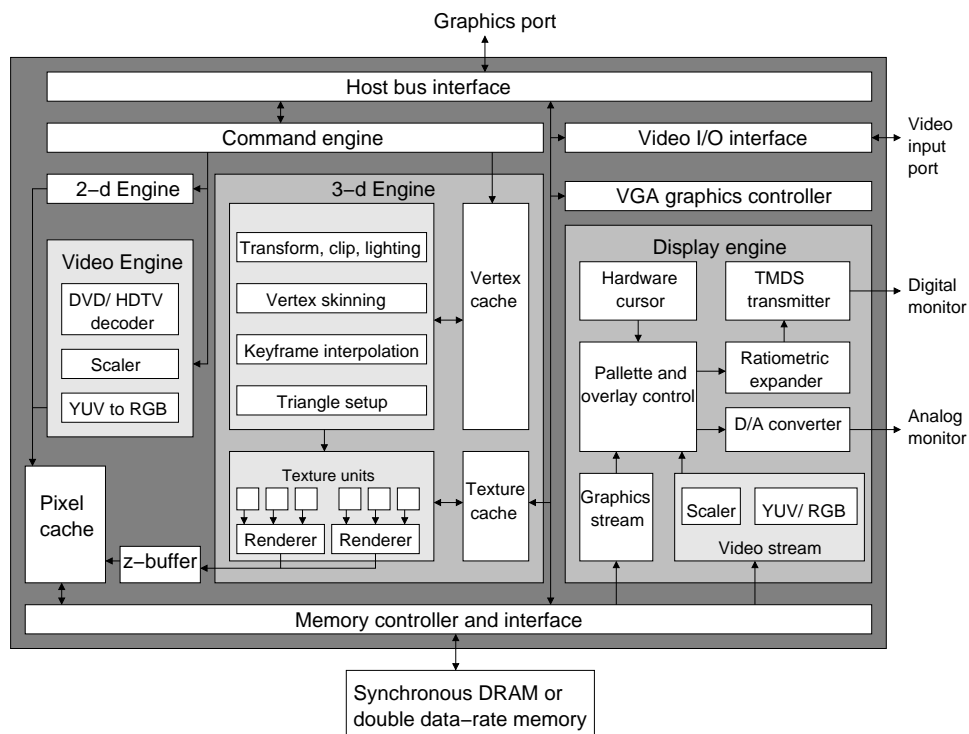 Graphics port
Host bus interface
Command engine
Video I/O interface
Video
input
port
2−d Engine
3−d Engine
VGA graphics controller
Video Engine
DVD/ HDTV
decoder
Scaler
YUV to RGB
Transform, clip, lighting
Vertex skinning
Keyframe interpolation
Triangle setup
Vertex
cache
Display engine
Hardware
cursor
TMDS
transmitter
Digital
monitor
Pallette and
overlay control
Ratiometric
expander
D/A converter
Analog
monitor
Pixel
cache
Texture units
Renderer
Renderer
Texture
cache
Graphics
stream
Scaler
YUV/ RGB
Video stream
z−buffer
Memory controller and interface
Synchronous DRAM or
double data−rate memory